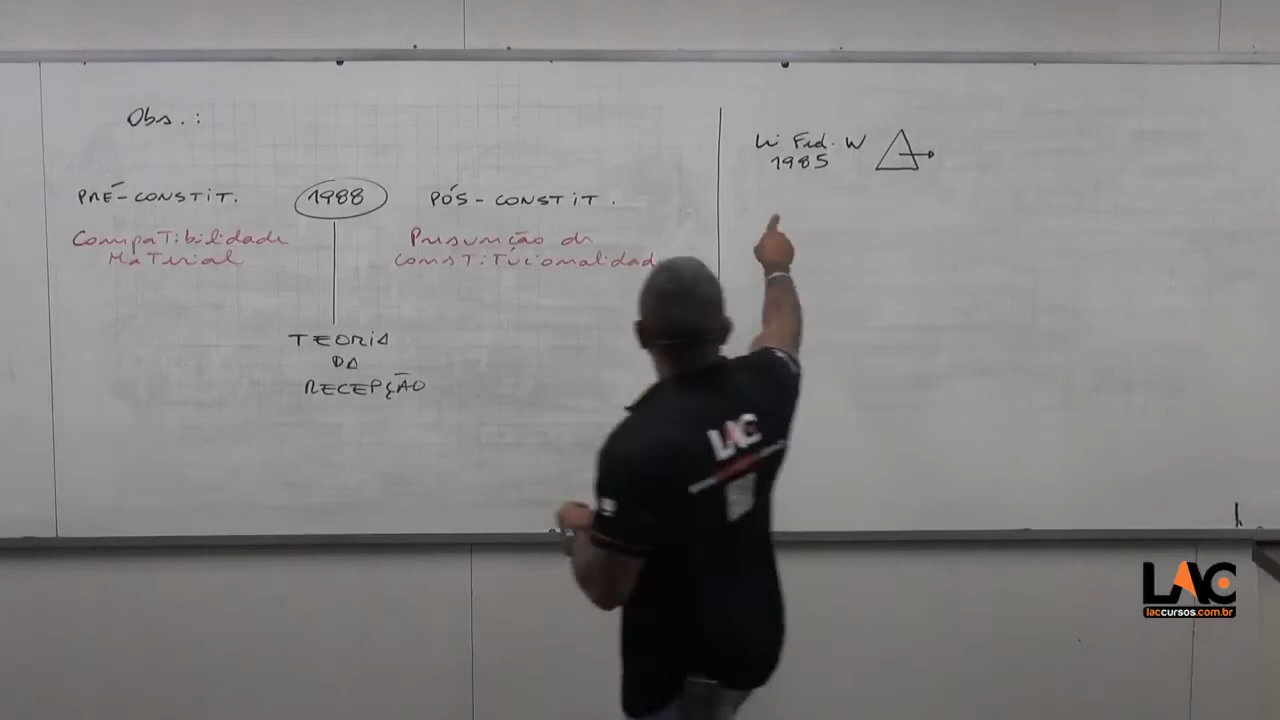 Obs.:
PRÉ-CONSTIT.
1988
PÓS-CONSTIT.
Compatibilidade
Material
Presunção de
constitucionalidad
TEORIA
DA
RECEPÇÃO
Lei Fed. W
1985
LAC
LAC
laccursos.com.br